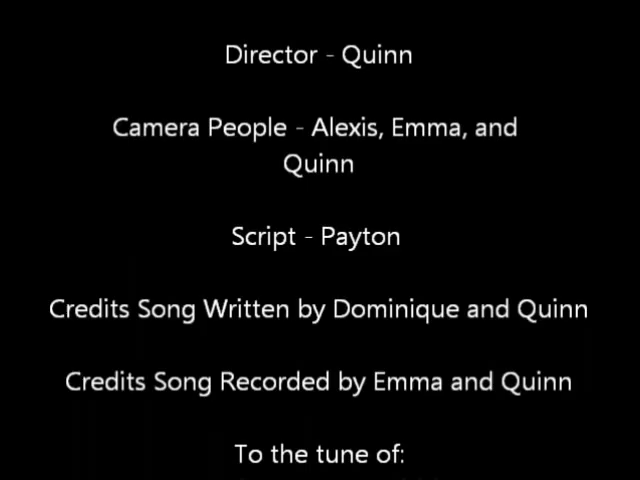 Director - Quinn
Camera People - Alexis, Emma, and
Quinn
Script - Payton
Credits Song Written by Dominique and Quinn
Credits Song Recorded by Emma and Quinn
To the tune of: